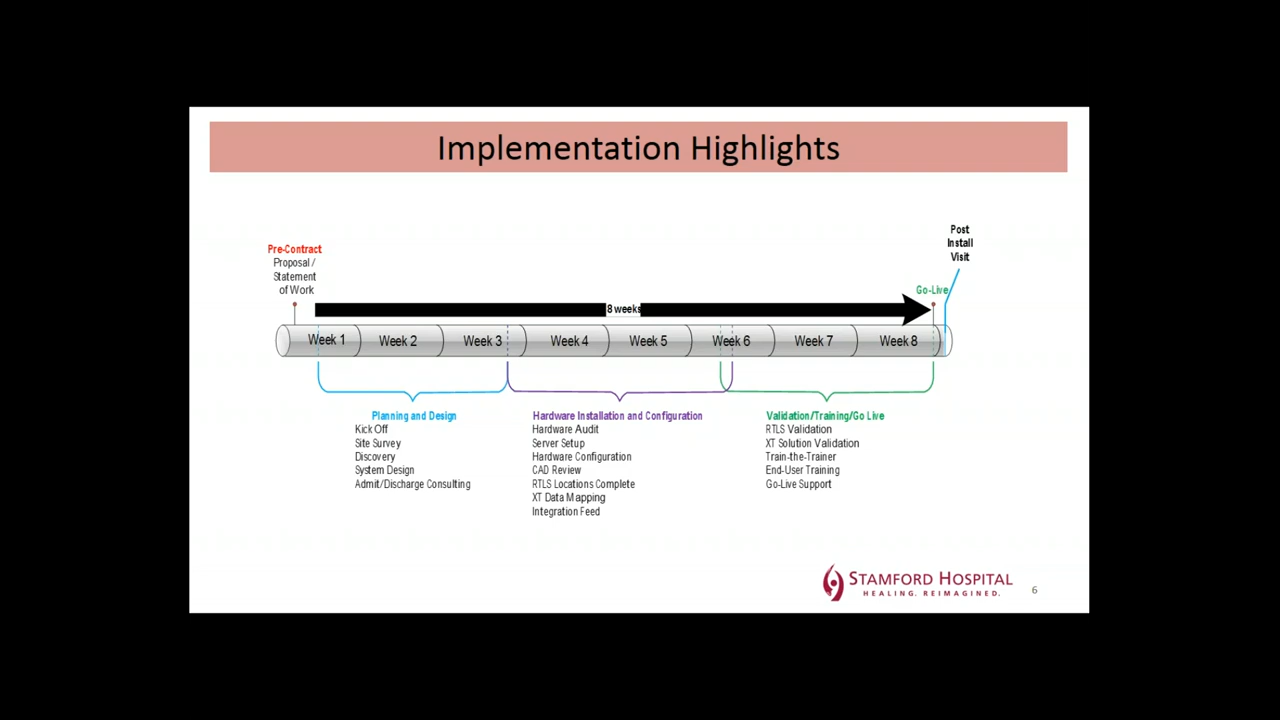 Implementation Highlights
Pre-Contract
Proposal /
Statement
of Work
Post
Install
Visit
Go-Live
8 weeks
Week 1
Week 2
Week 3
Week 4
Week 5
Week 6
Week 7
Week 8
Planning and Design
Kick Off
Site Survey
Discovery
System Design
Admit/Discharge Consulting
Hardware Installation and Configuration
Hardware Audit
Server Setup
Hardware Configuration
CAD Review
RTLS Locations Complete
XT Data Mapping
Integration Feed
Validation/Training/Go Live
RTLS Validation
XT Solution Validation
Train-the-Trainer
End-User Training
Go-Live Support
STAMFORD HOSPITAL
HEALING. REIMAGINED.
6